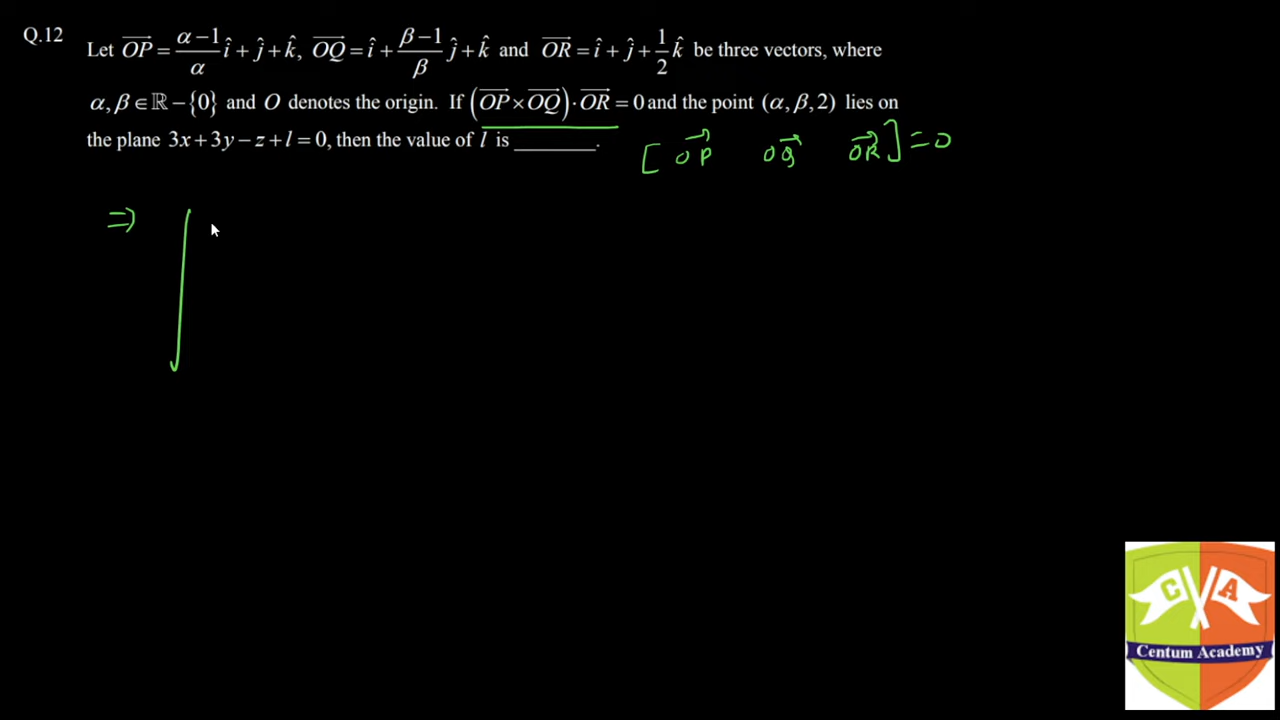 Q.12 Let $\overrightarrow{OP}=\frac{\alpha-1}{\alpha}\hat{i}+\hat{j}+\hat{k}$, $\overrightarrow{OQ}=\hat{i}+\frac{\beta-1}{\beta}\hat{j}+\hat{k}$ and $\overrightarrow{OR}=\hat{i}+\hat{j}+\frac{1}{2}\hat{k}$ be three vectors, where
$\alpha,\beta\in\mathbb{R}-\{0\}$ and $O$ denotes the origin. If $(\overrightarrow{OP}\times\overrightarrow{OQ})\cdot\overrightarrow{OR}=0$ and the point $(\alpha,\beta,2)$ lies on
the plane $3x+3y-z+l=0$, then the value of $l$ is ________.
$[\overrightarrow{OP}\ \overrightarrow{OQ}\ \overrightarrow{OR}]=0$
⇒ |
C A
Centum Academy